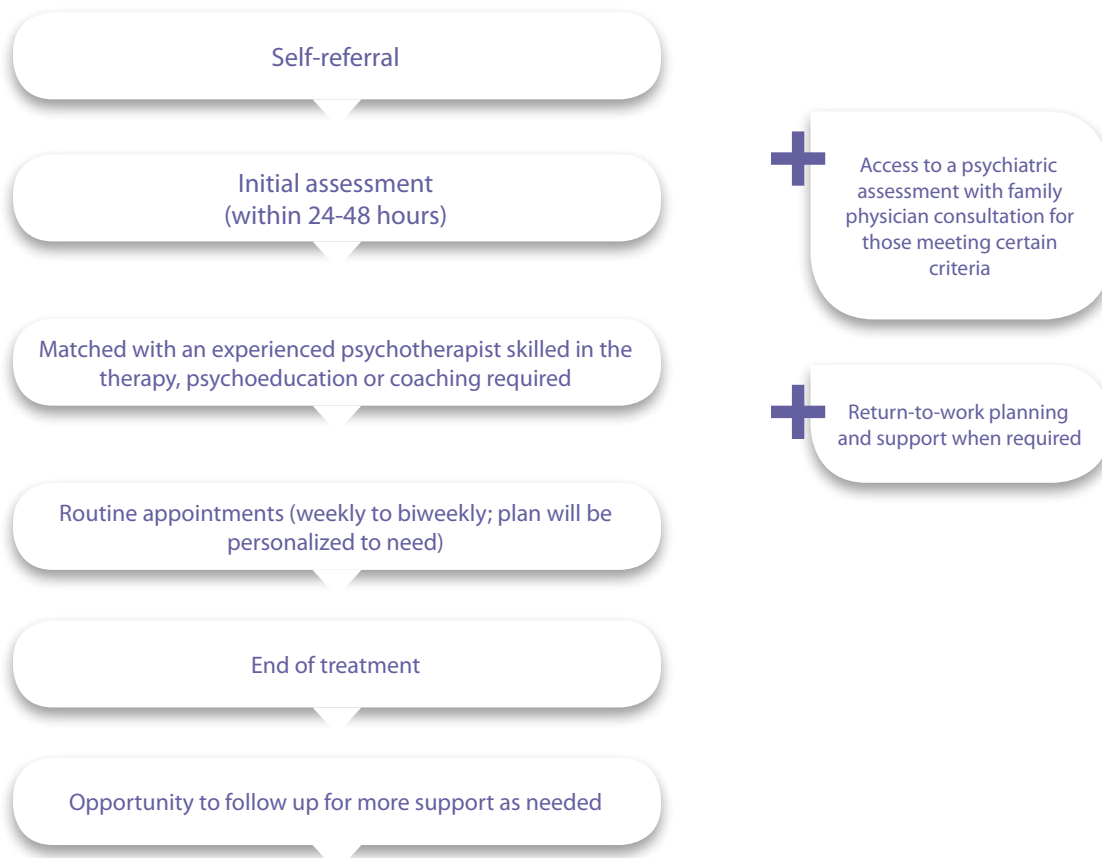 Self-referral
Initial assessment
(within 24-48 hours)
Matched with an experienced psychotherapist skilled in the
therapy, psychoeducation or coaching required
Routine appointments (weekly to biweekly; plan will be
personalized to need)
End of treatment
Opportunity to follow up for more support as needed
Access to a psychiatric
assessment with family
physician consultation for
those meeting certain
criteria
Return-to-work planning
and support when required